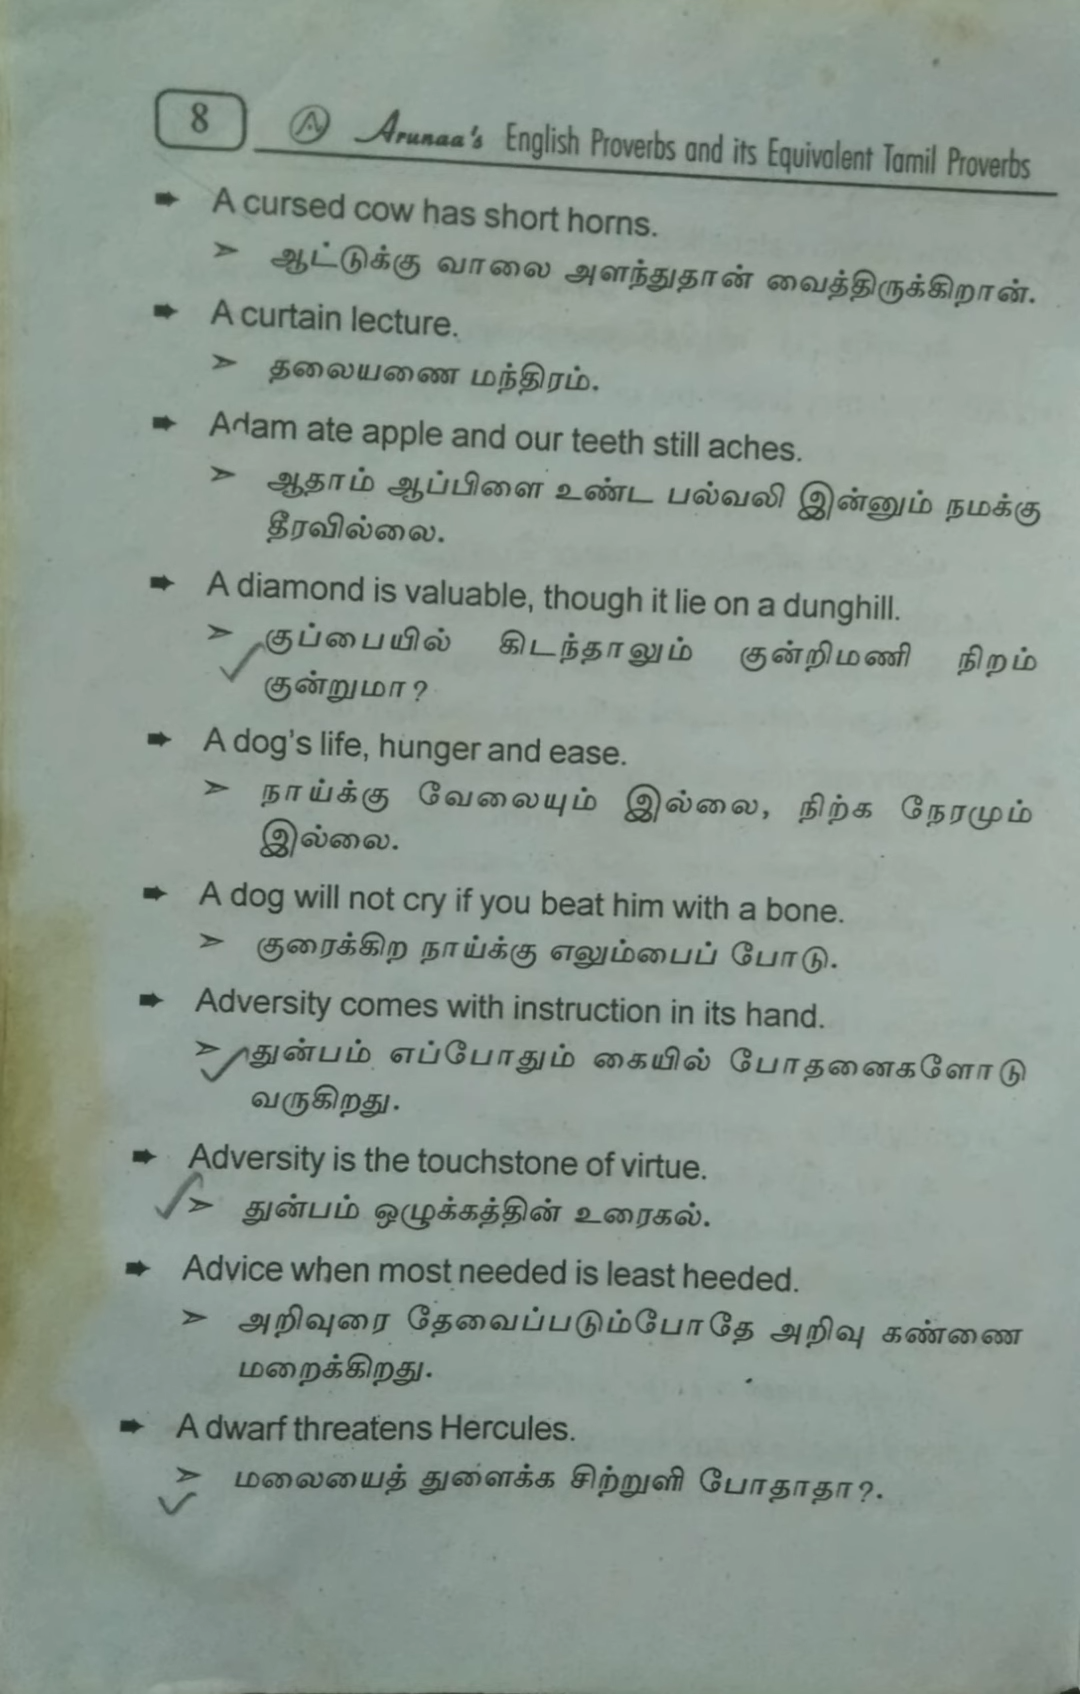 8 Arunaa's English Proverbs and its Equivalent Tamil Proverbs
A cursed cow has short horns.
ஆட்டுக்கு வாலை அளந்துதான் வைத்திருக்கிறான்.
A curtain lecture.
தலையணை மந்திரம்.
Adam ate apple and our teeth still aches.
ஆதாம் ஆப்பிளை உண்ட பல்வலி இன்னும் நமக்கு
தீரவில்லை.
A diamond is valuable, though it lie on a dunghill.
குப்பையில் கிடந்தாலும் குன்றிமணி நிறம்
குன்றுமா?
A dog's life, hunger and ease.
நாய்க்கு வேலையும் இல்லை, நிற்க நேரமும்
இல்லை.
A dog will not cry if you beat him with a bone.
குரைக்கிற நாய்க்கு எலும்பைப் போடு.
Adversity comes with instruction in its hand.
துன்பம் எப்போதும் கையில் போதனைகளோடு
வருகிறது.
Adversity is the touchstone of virtue.
துன்பம் ஒழுக்கத்தின் உரைகல்.
Advice when most needed is least heeded.
அறிவுரை தேவைப்படும்போதே அறிவு கண்ணை
மறைக்கிறது.
A dwarf threatens Hercules.
மலையைத் துளைக்க சிற்றுளி போதாதா?.